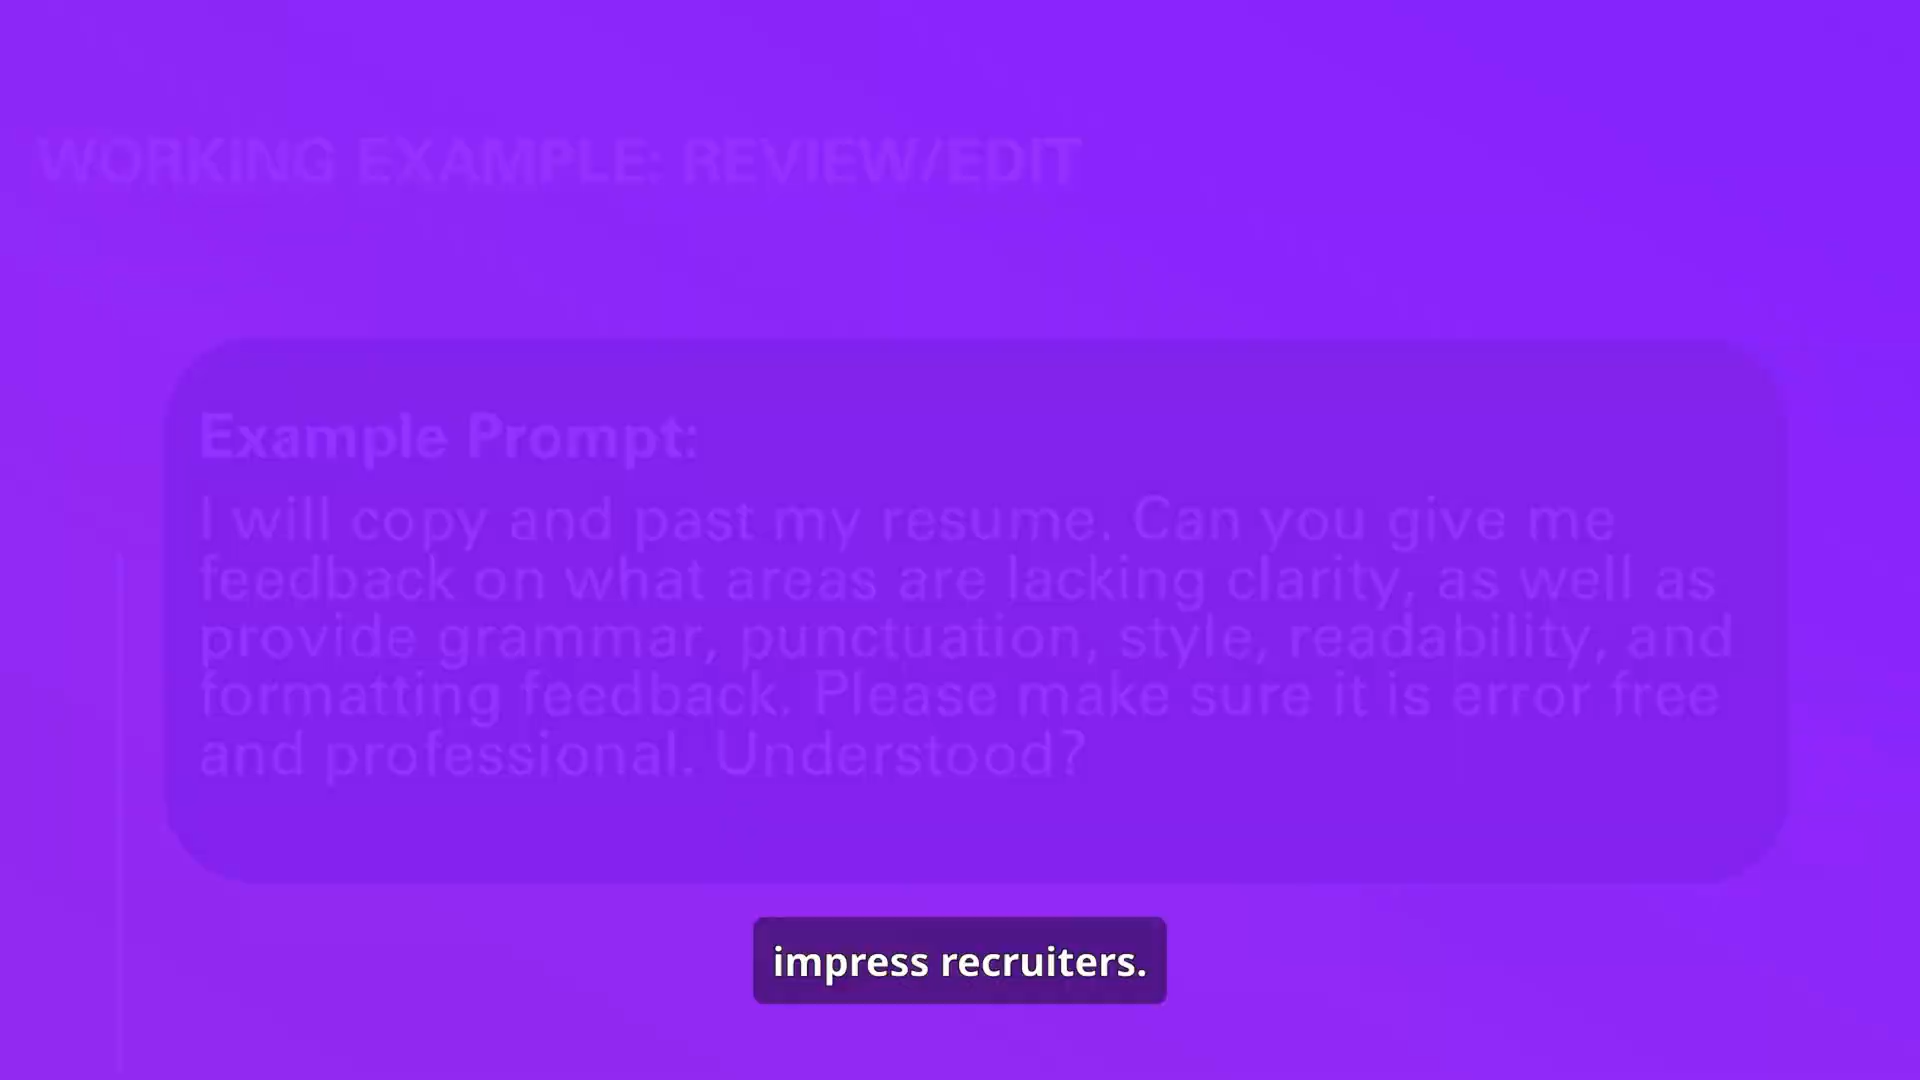 WORKING EXAMPLE: REVIEW/EDIT
Example Prompt:
I will copy and past my resume. Can you give me
feedback on what areas are lacking clarity, as well as
provide grammar, punctuation, style, readability, and
formatting feedback. Please make sure it is error free
and professional. Understood?
impress recruiters.